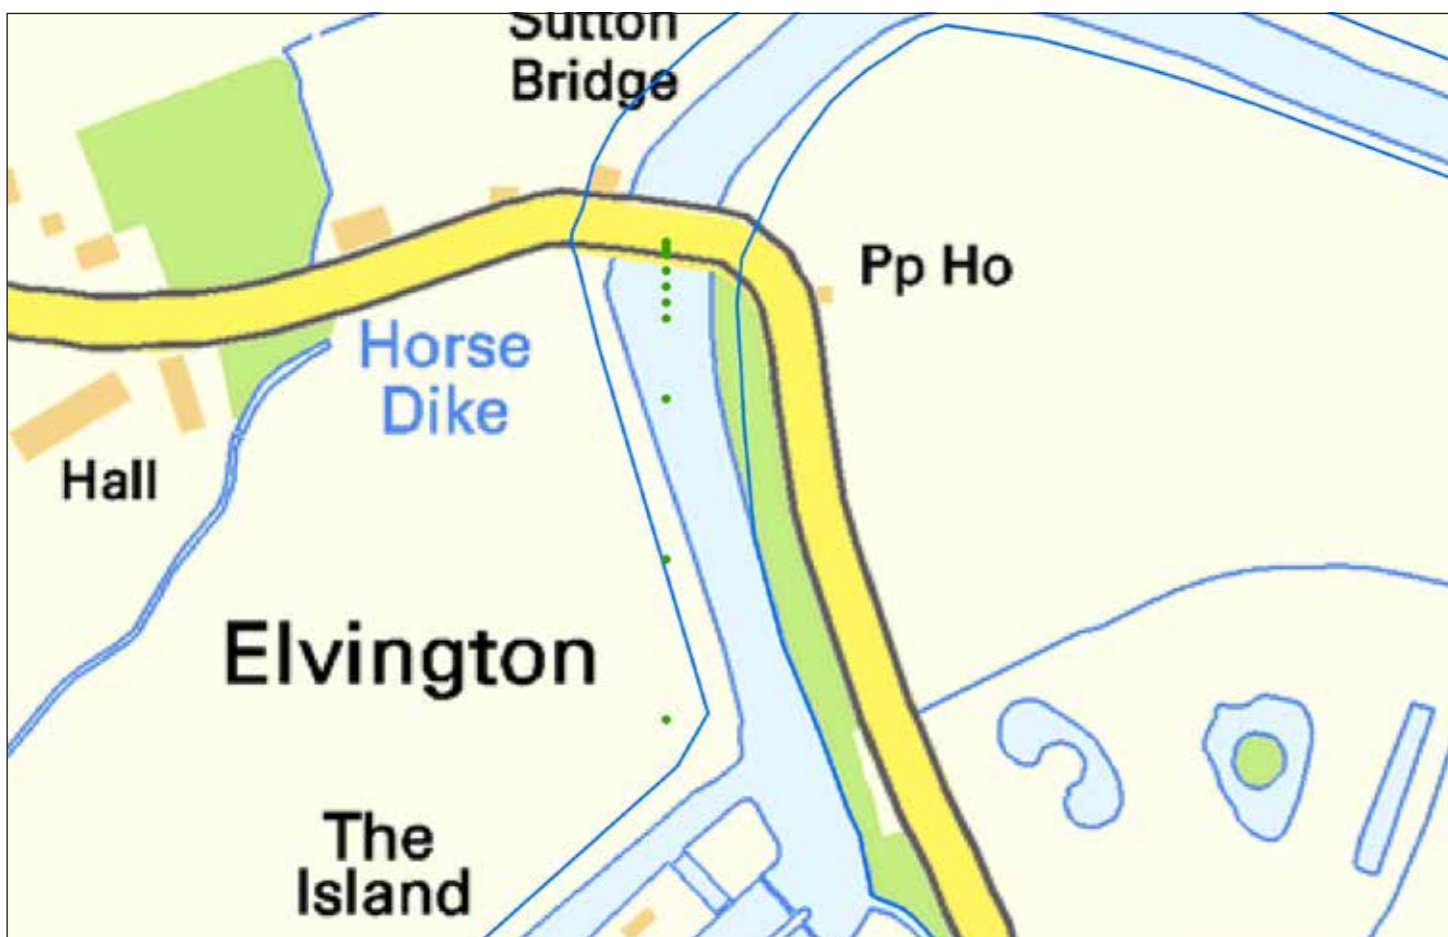 Sutton
Bridge
Pp Ho
Horse
Dike
Hall
Elvington
The
Island